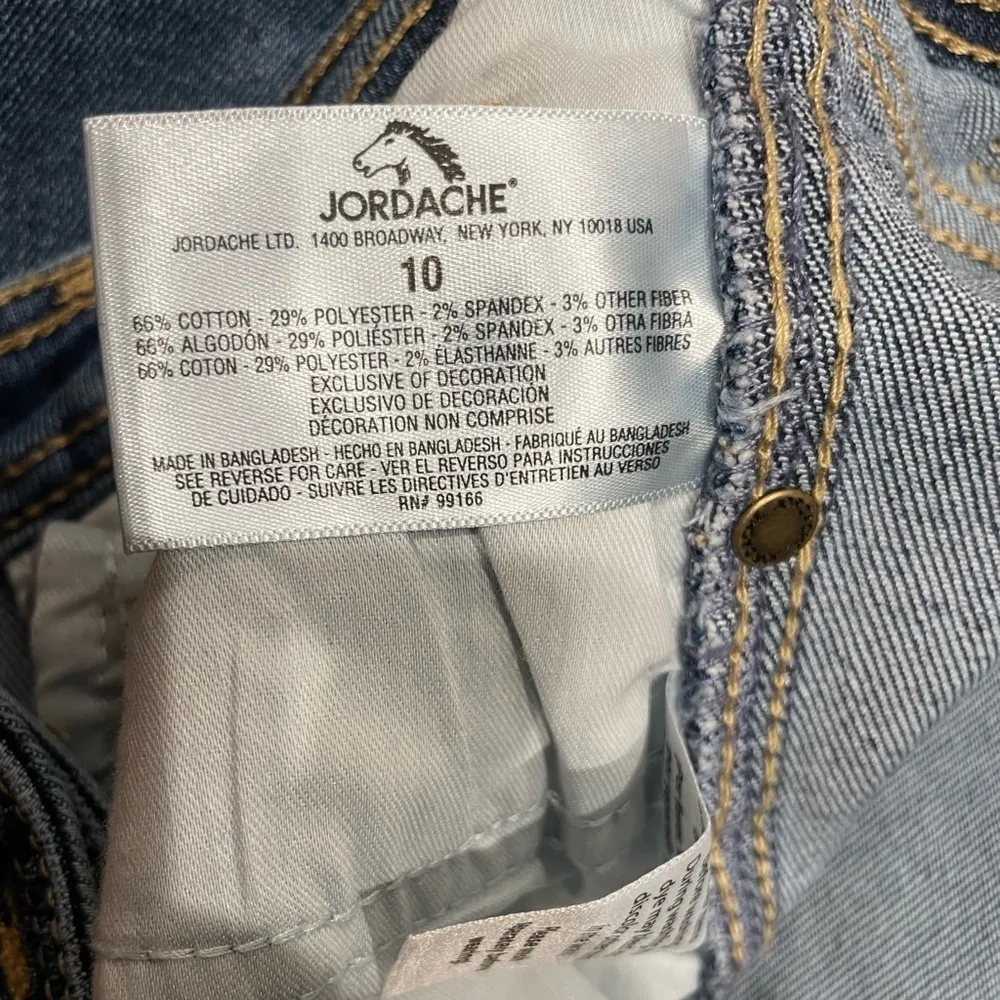 JORDACHE®
JORDACHE LTD. 1400 BROADWAY, NEW YORK, NY 10018 USA
10
66% COTTON - 29% POLYESTER - 2% SPANDEX - 3% OTHER FIBER
66% ALGODÓN - 29% POLIÉSTER - 2% SPANDEX - 3% OTRA FIBRA
66% COTON - 29% POLYESTER - 2% ÉLASTHANNE - 3% AUTRES FIBRES
EXCLUSIVE OF DECORATION
EXCLUSIVO DE DECORACIÓN
DÉCORATION NON COMPRISE
MADE IN BANGLADESH - HECHO EN BANGLADESH - FABRIQUÉ AU BANGLADESH
SEE REVERSE FOR CARE - VER EL REVERSO PARA INSTRUCCIONES
DE CUIDADO - SUIVRE LES DIRECTIVES D'ENTRETIEN AU VERSO
RN# 99166
dye may